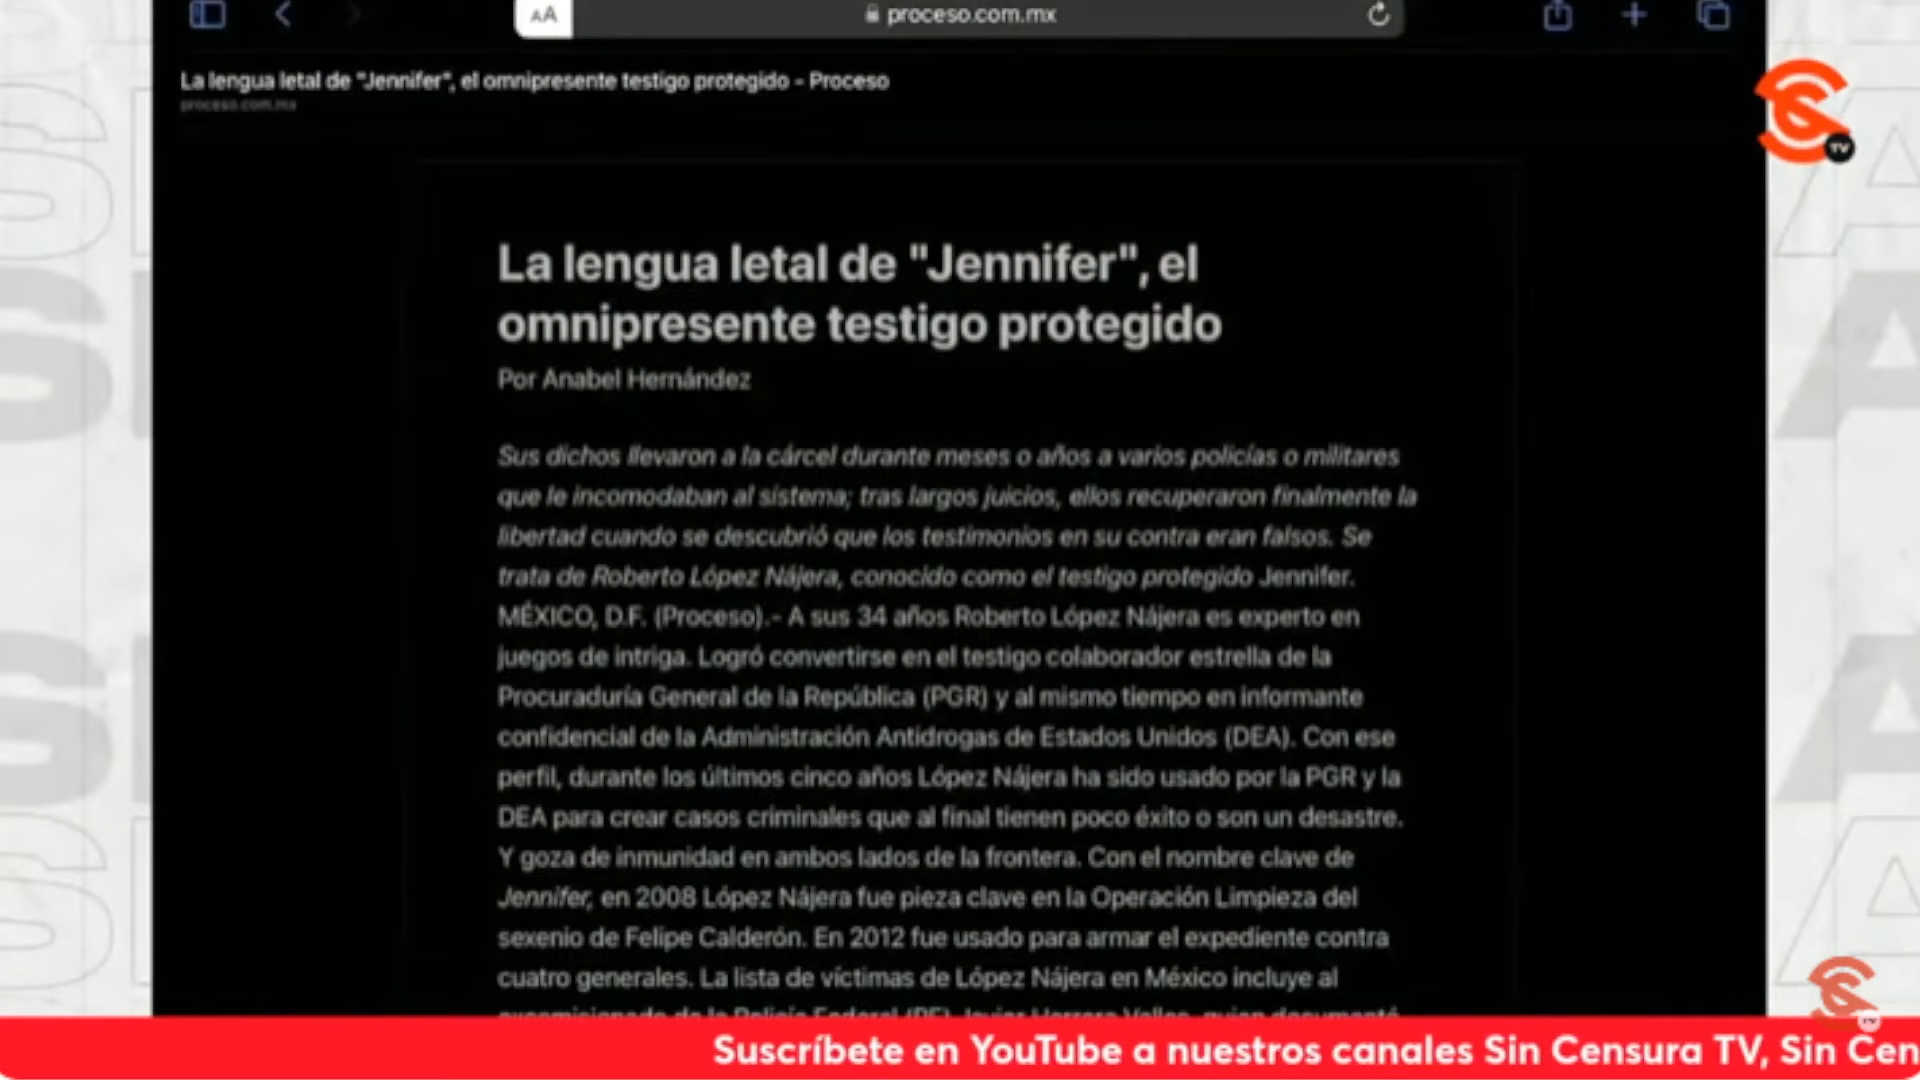 AA
proceso.com.mx
La lengua letal de "Jennifer", el omnipresente testigo protegido - Proceso
proceso.com.mx
TV
La lengua letal de "Jennifer", el
omnipresente testigo protegido
Por Anabel Hernández
Sus dichos llevaron a la cárcel durante meses o años a varios policías o militares
que le incomodaban al sistema; tras largos juicios, ellos recuperaron finalmente la
libertad cuando se descubrió que los testimonios en su contra eran falsos. Se
trata de Roberto López Nájera, conocido como el testigo protegido Jennifer.
MÉXICO, D.F. (Proceso).- A sus 34 años Roberto López Nájera es experto en
juegos de intriga. Logró convertirse en el testigo colaborador estrella de la
Procuraduría General de la República (PGR) y al mismo tiempo en informante
confidencial de la Administración Antidrogas de Estados Unidos (DEA). Con ese
perfil, durante los últimos cinco años López Nájera ha sido usado por la PGR y la
DEA para crear casos criminales que al final tienen poco éxito o son un desastre.
Y goza de inmunidad en ambos lados de la frontera. Con el nombre clave de
Jennifer, en 2008 López Nájera fue pieza clave en la Operación Limpieza del
sexenio de Felipe Calderón. En 2012 fue usado para armar el expediente contra
cuatro generales. La lista de víctimas de López Nájera en México incluye al
TV
Suscríbete en YouTube a nuestros canales Sin Censura TV, Sin Cen